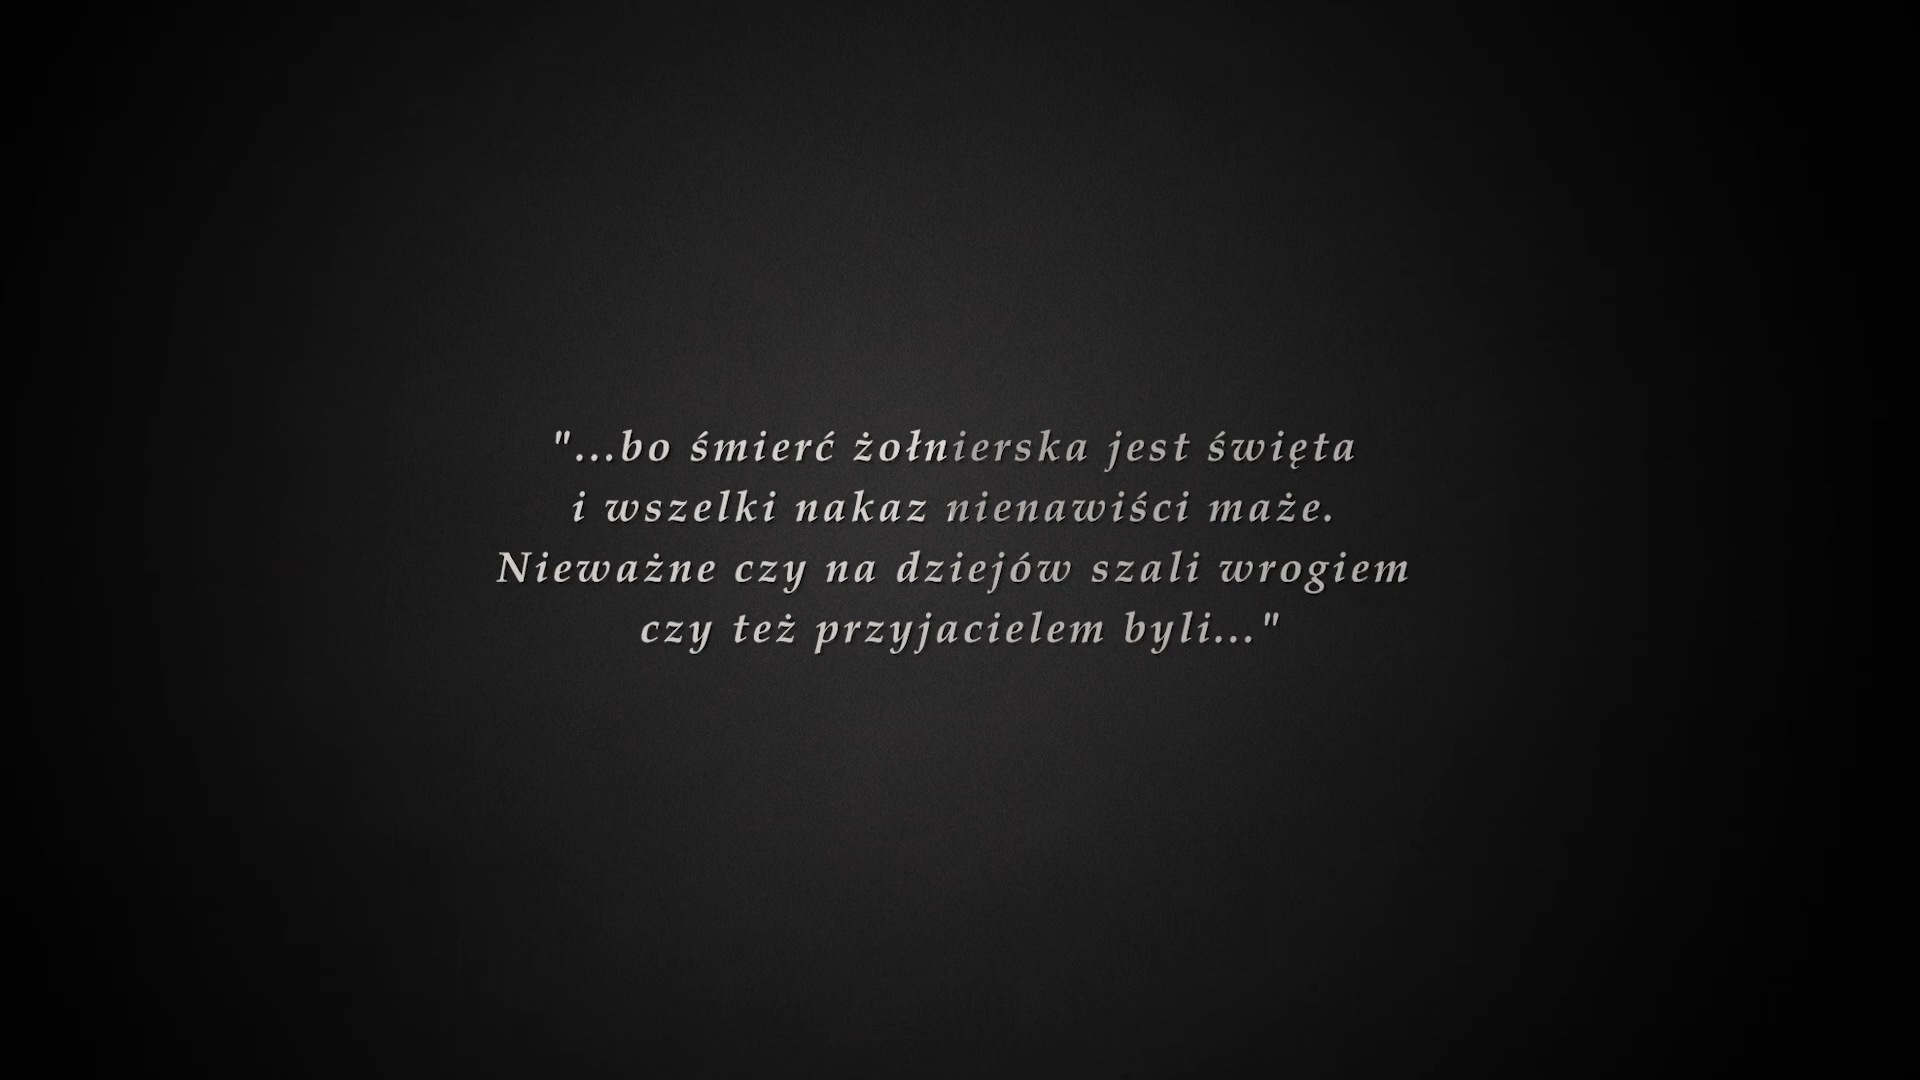 "...bo śmierć żołnierska jest święta
i wszelki nakaz nienawiści maże.
Nieważne czy na dziejów szali wrogiem
czy też przyjacielem byli..."